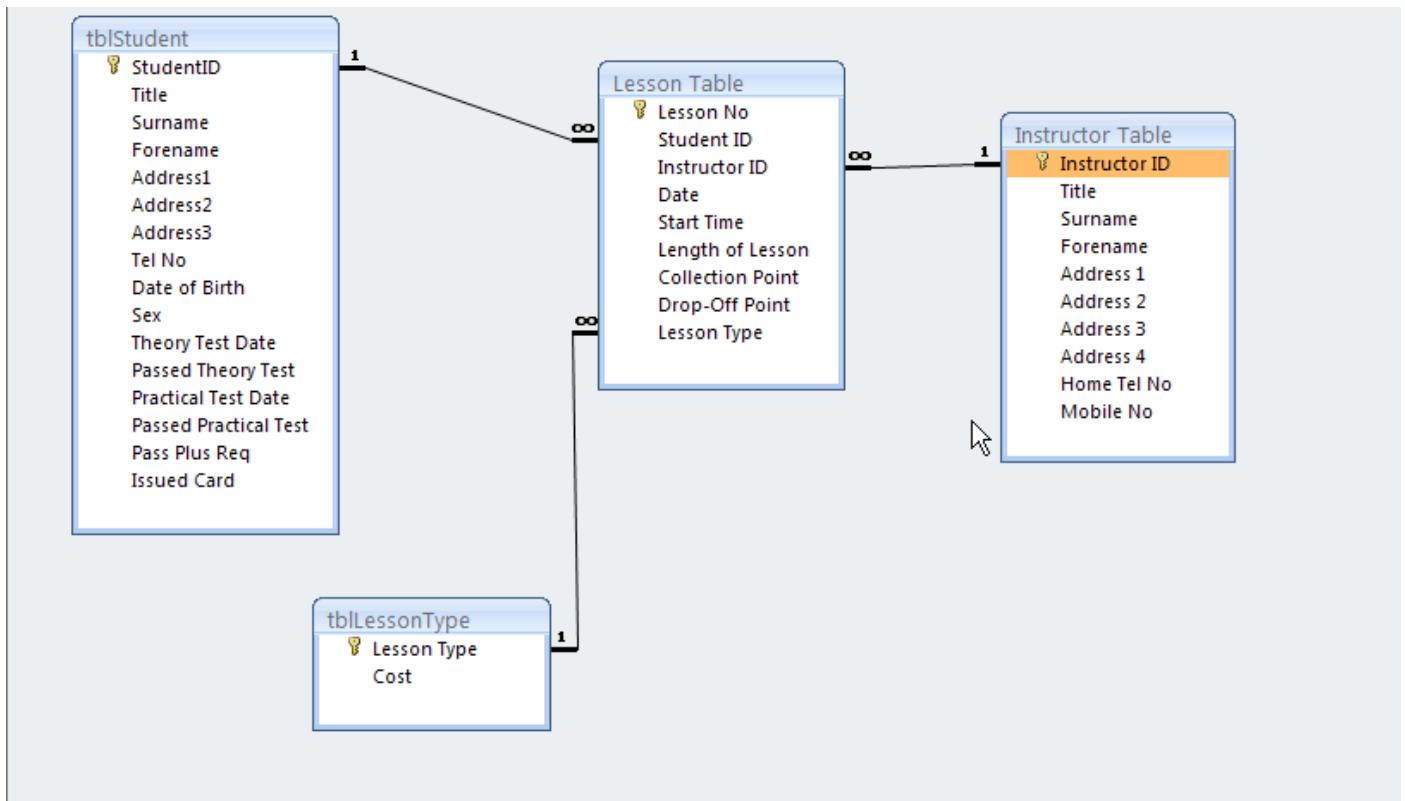 tblStudent
StudentID
Title
Surname
Forename
Address1
Address2
Address3
Tel No
Date of Birth
Sex
Theory Test Date
Passed Theory Test
Practical Test Date
Passed Practical Test
Pass Plus Req
Issued Card
1
∞
Lesson Table
Lesson No
Student ID
Instructor ID
Date
Start Time
Length of Lesson
Collection Point
Drop-Off Point
Lesson Type
∞
1
Instructor Table
Instructor ID
Title
Surname
Forename
Address 1
Address 2
Address 3
Address 4
Home Tel No
Mobile No
∞
1
tblLessonType
Lesson Type
Cost